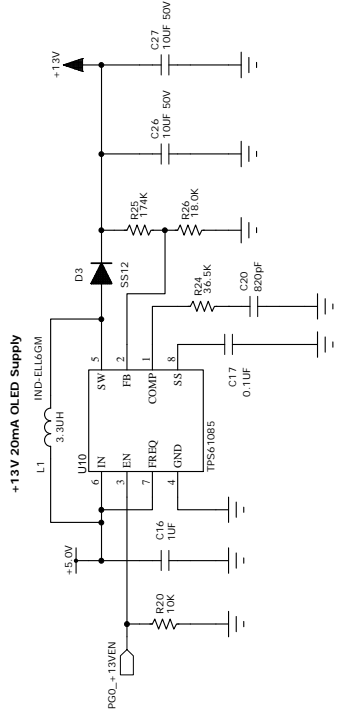 +13V 20mA OLED Supply
L1
IND-ELL6GM
3.3UH
+5.0V
PG0_+13VEN
R20
10K
C16
1UF
U10
6
IN
3
EN
7
FREQ
4
GND
SW
5
FB
2
COMP
1
SS
8
TPS61085
D3
SS12
C17
0.1UF
R24
36.5K
C20
820pF
R25
174K
R26
18.0K
+13V
C26
10UF 50V
C27
10UF 50V